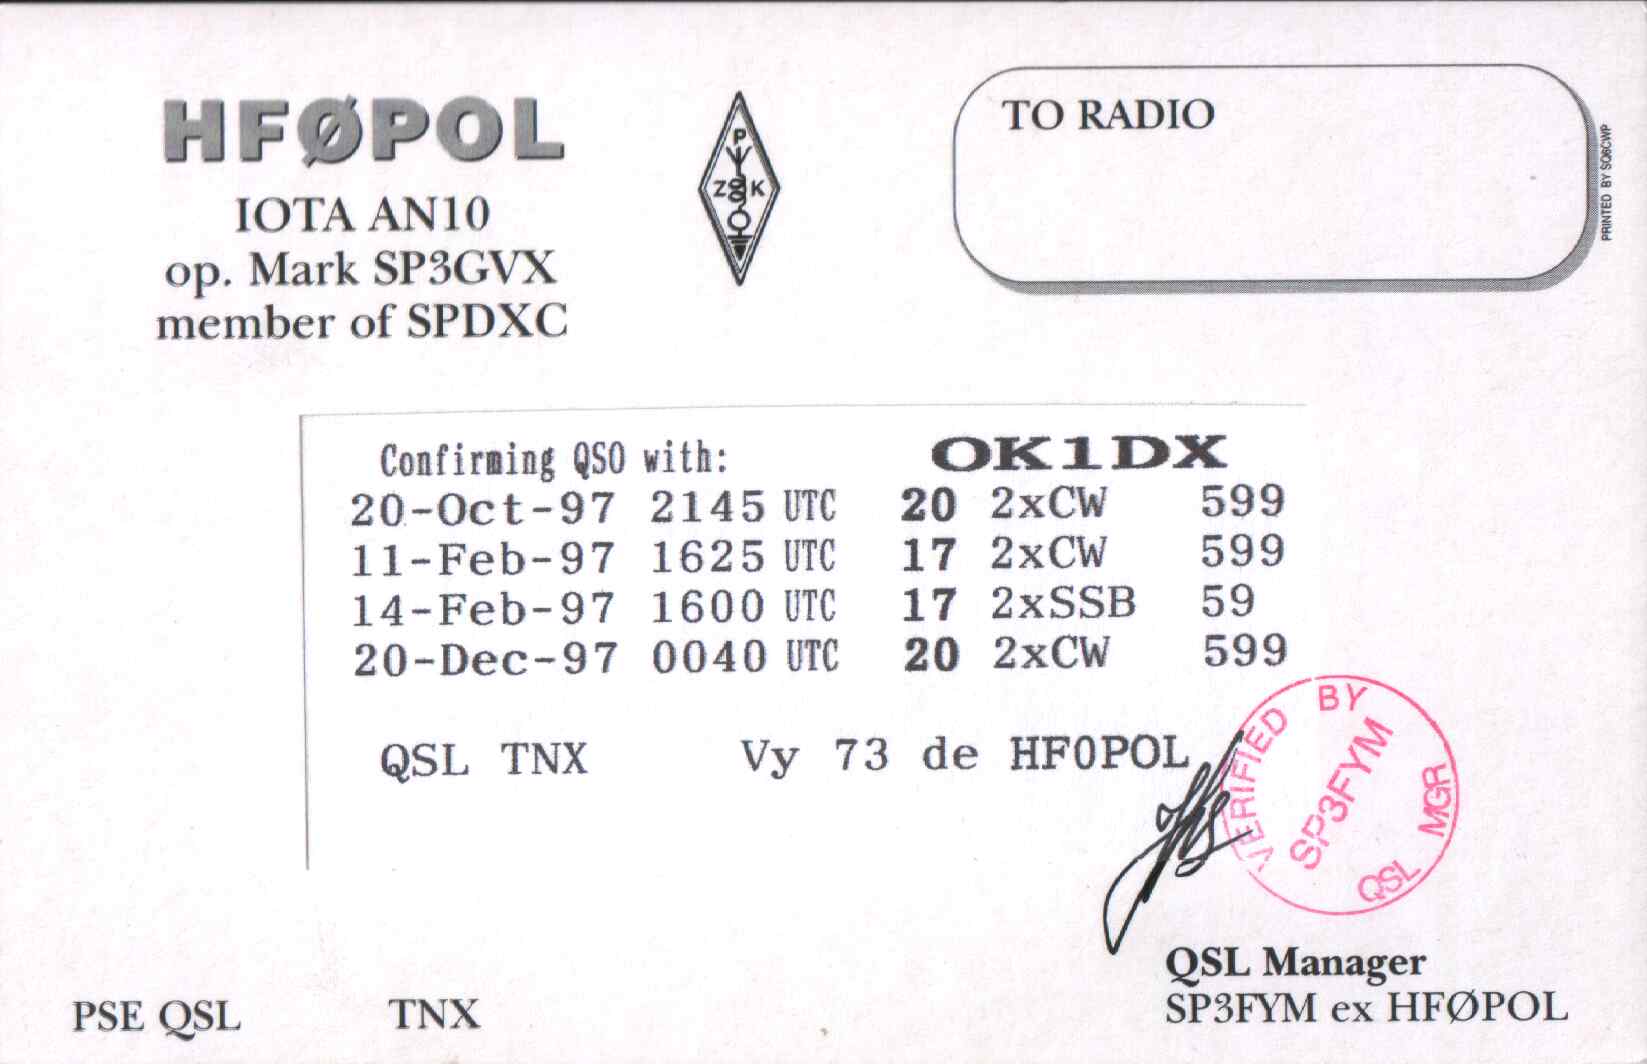 HFØPOL
IOTA AN10
op. Mark SP3GVX
member of SPDXC
P
Z K
TO RADIO
PRINTED BY SQ6CWP
Confirming QSO with: OK1DX
20-Oct-97 2145 UTC 20 2xCW 599
11-Feb-97 1625 UTC 17 2xCW 599
14-Feb-97 1600 UTC 17 2xSSB 59
20-Dec-97 0040 UTC 20 2xCW 599
QSL TNX Vy 73 de HF0POL
VERIFIED BY
SP3FYM
QSL MGR
QSL Manager
SP3FYM ex HFØPOL
PSE QSL TNX